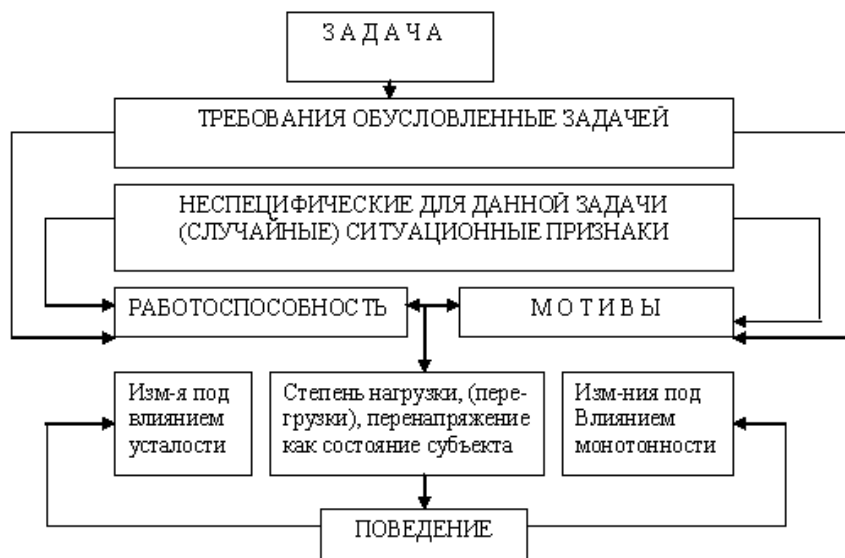 З А Д А Ч А
ТРЕБОВАНИЯ ОБУСЛОВЛЕННЫЕ ЗАДАЧЕЙ
НЕСПЕЦИФИЧЕСКИЕ ДЛЯ ДАННОЙ ЗАДАЧИ
(СЛУЧАЙНЫЕ) СИТУАЦИОННЫЕ ПРИЗНАКИ
РАБОТОСПОСОБНОСТЬ
М О Т И В Ы
Изм-я под
влиянием
усталости
Степень нагрузки, (пере-
грузки), перенапряжение
как состояние субъекта
Изм-ния под
Влиянием
монотонности
ПОВЕДЕНИЕ